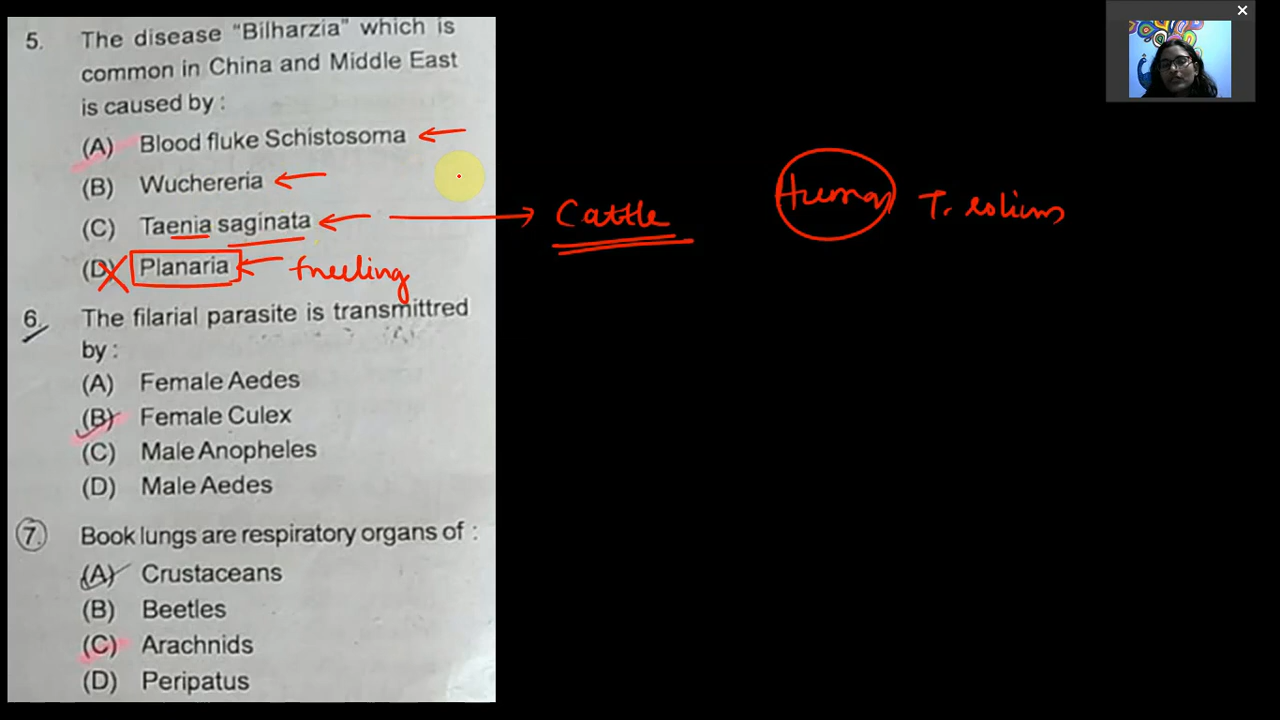 5. The disease "Bilharzia" which is
common in China and Middle East
is caused by :
(A) Blood fluke Schistosoma
(B) Wuchereria
(C) Taenia saginata
(D) Planaria
freeling
Cattle
Human
T. solium
6. The filarial parasite is transmittred
by :
(A) Female Aedes
(B) Female Culex
(C) Male Anopheles
(D) Male Aedes
7. Book lungs are respiratory organs of :
(A) Crustaceans
(B) Beetles
(C) Arachnids
(D) Peripatus